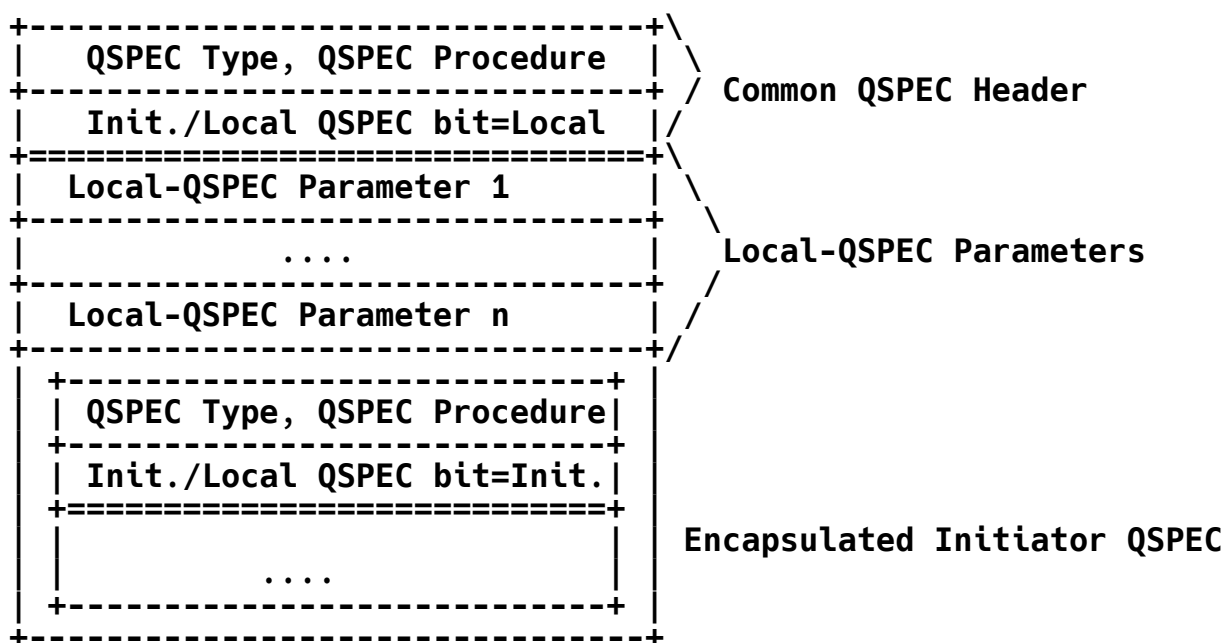 QSPEC Type, QSPEC Procedure
Common QSPEC Header
Init./Local QSPEC bit=Local
Local-QSPEC Parameter 1
.... Local-QSPEC Parameters
Local-QSPEC Parameter n
QSPEC Type, QSPEC Procedure
Init./Local QSPEC bit=Init.
Encapsulated Initiator QSPEC
....